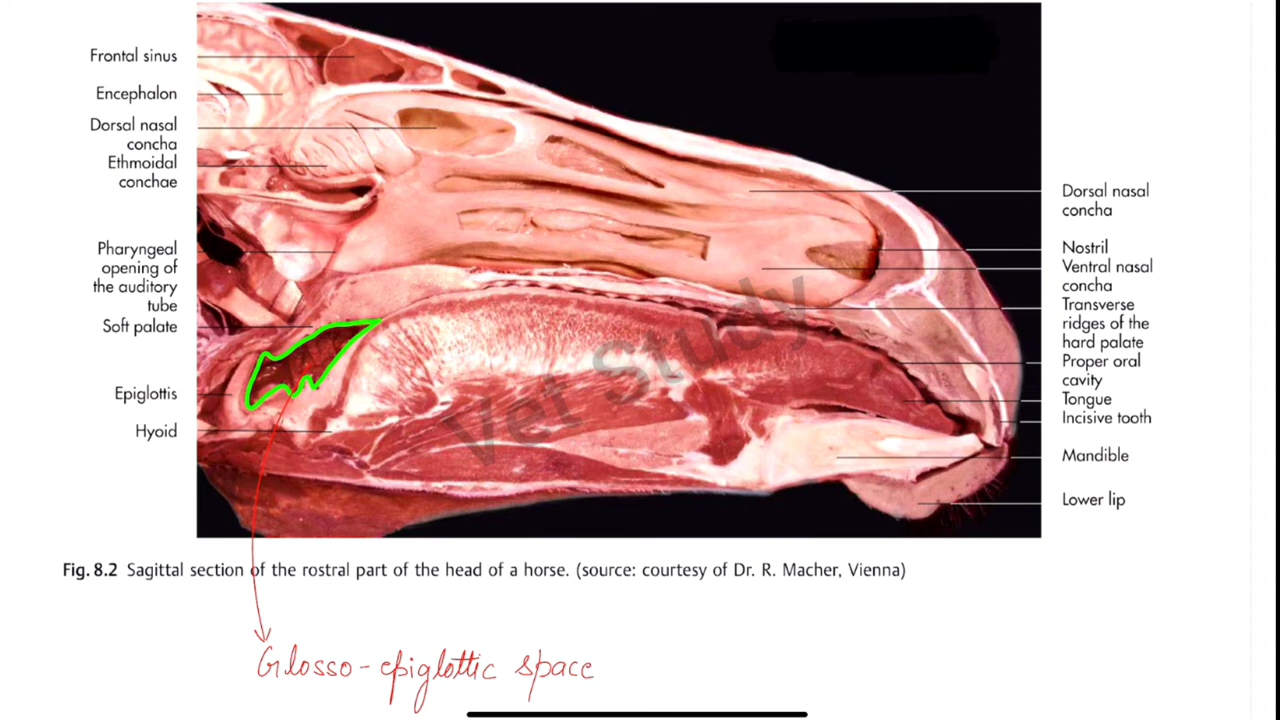 Frontal sinus
Encephalon
Dorsal nasal
concha
Ethmoidal
conchae
Pharyngeal
opening of
the auditory
tube
Soft palate
Epiglottis
Hyoid
Dorsal nasal
concha
Nostril
Ventral nasal
concha
Transverse
ridges of the
hard palate
Proper oral
cavity
Tongue
Incisive tooth
Mandible
Lower lip
Vet Study
Fig. 8.2 Sagittal section of the rostral part of the head of a horse. (source: courtesy of Dr. R. Macher, Vienna)
Glosso-epiglottic space